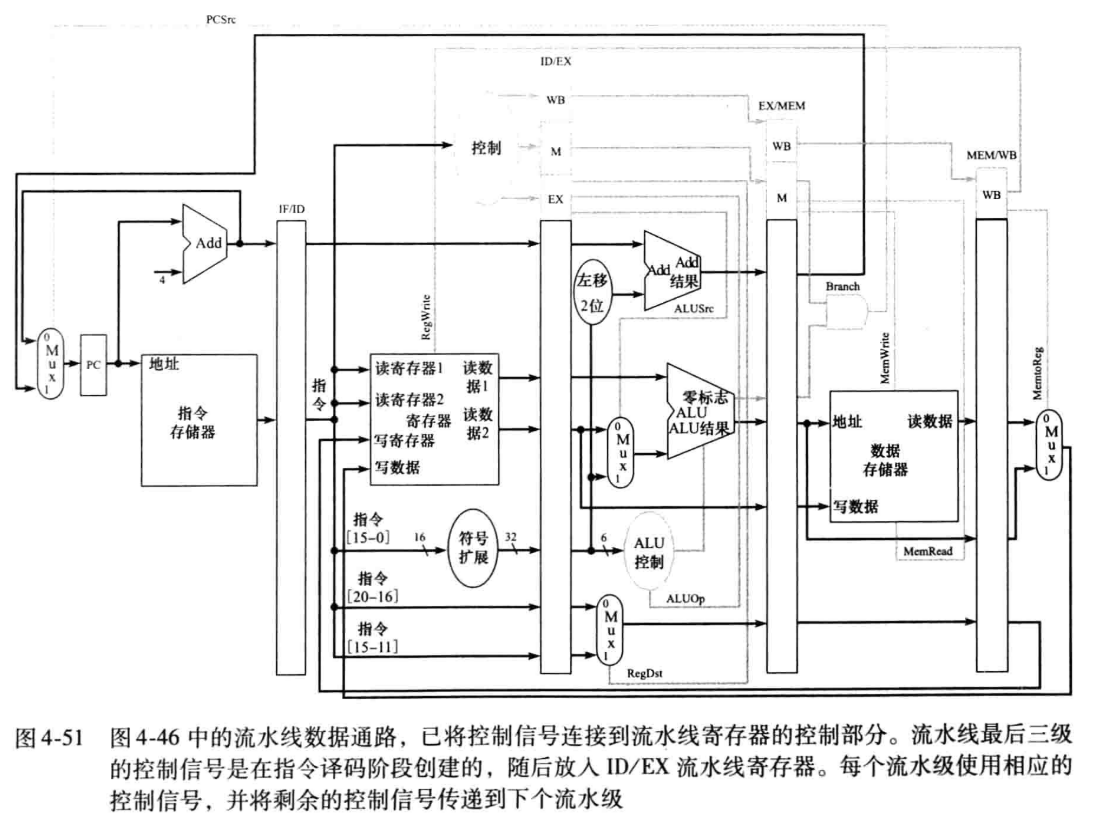 PCSrc
ID/EX
WB
EX/MEM
控制
M
WB
MEM/WB
EX
M
WB
IF/ID
Add
4
Add
Add
结果
左移
2位
Branch
ALUSrc
RegWrite
MemWrite
MemtoReg
0
M
u
x
1
PC
地址
指令
存储器
指
令
读寄存器1
读寄存器2
寄存器
写寄存器
写数据
读数
据1
读数
据2
0
M
u
x
1
零标志
ALU
ALU结果
地址
读数据
数据
存储器
写数据
0
M
u
x
1
MemRead
指令
[15-0]
16
符号
扩展
32
6
ALU
控制
ALUOp
指令
[20-16]
指令
[15-11]
0
M
u
x
1
RegDst
图4-51 图4-46中的流水线数据通路，已将控制信号连接到流水线寄存器的控制部分。流水线最后三级
的控制信号是在指令译码阶段创建的，随后放入ID/EX流水线寄存器。每个流水级使用相应的
控制信号，并将剩余的控制信号传递到下个流水级